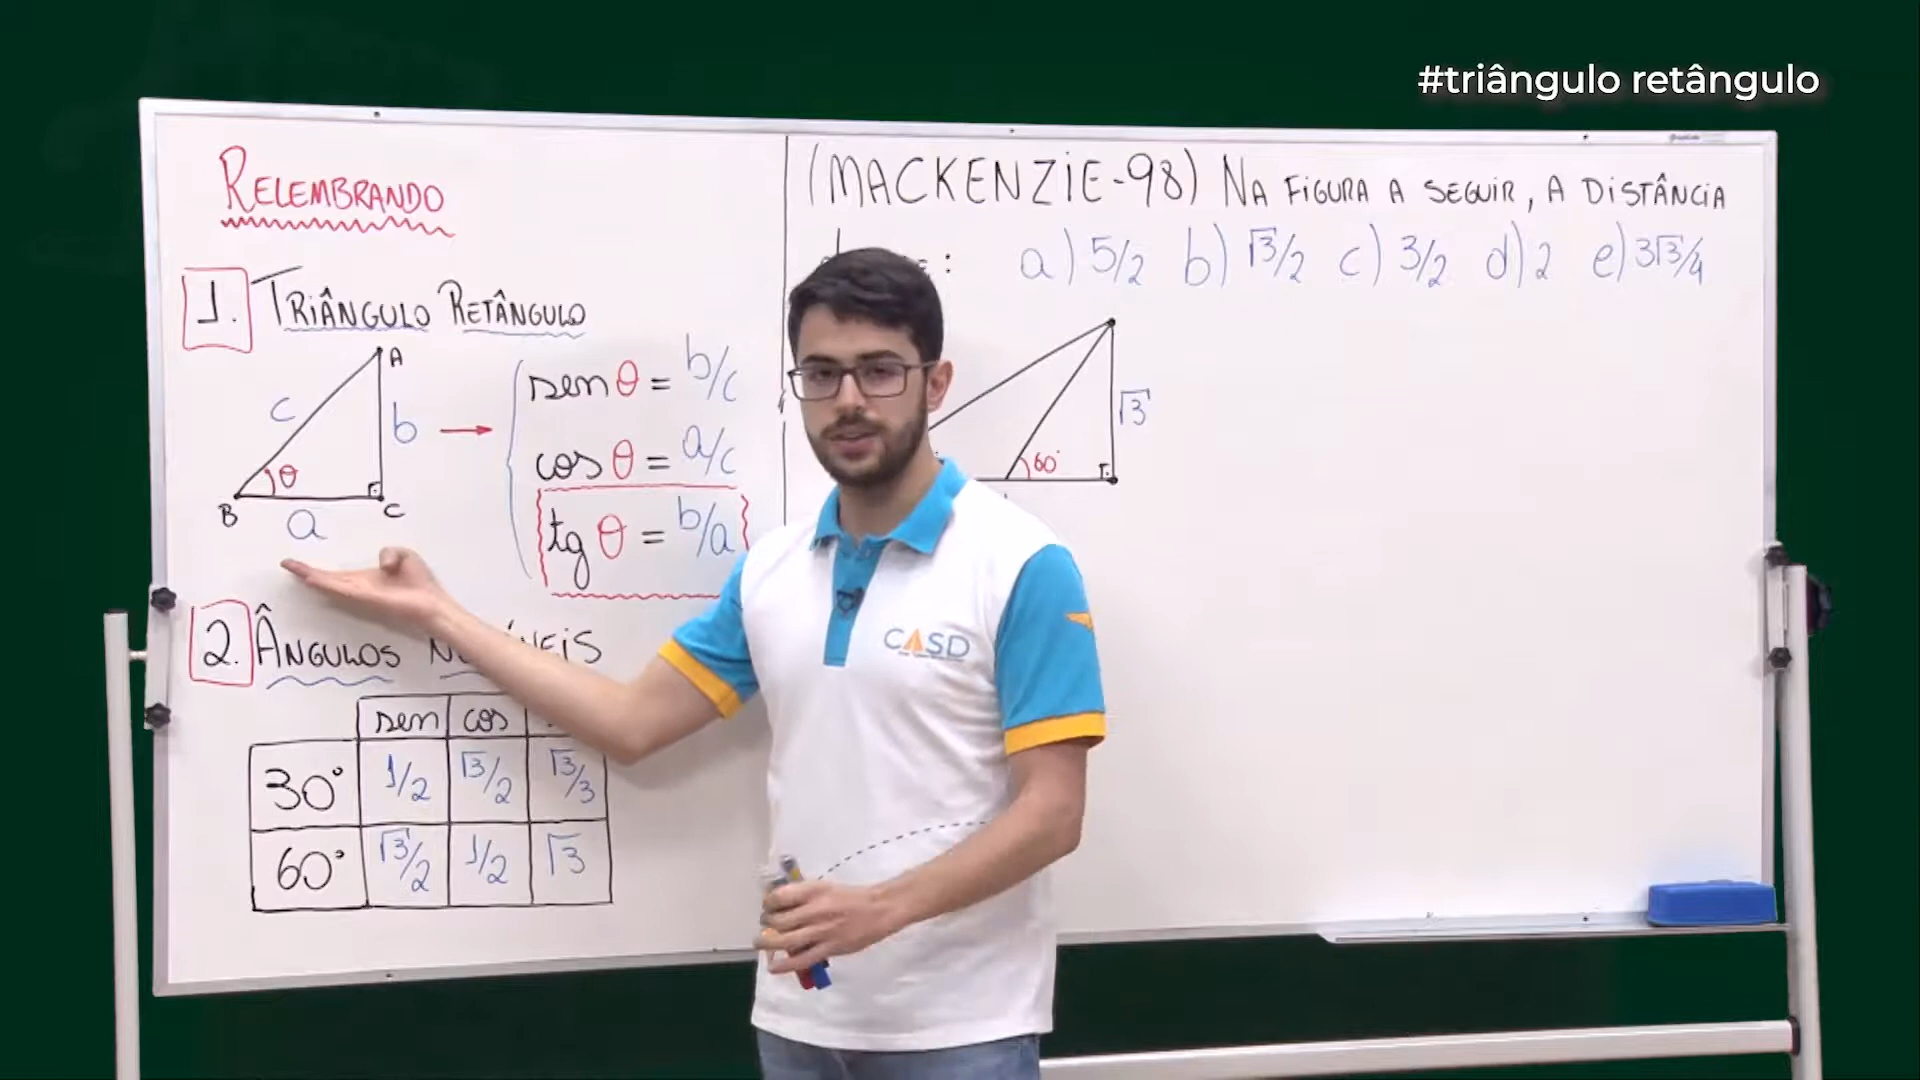 #triângulo retângulo
RELEMBRANDO
1. TRIÂNGULO RETÂNGULO
A
c
b
θ
B
a
C
sen θ = b/c
cos θ = a/c
tg θ = b/a
2. ÂNGULOS
sen cos
30° 1/2 √3/2 √3/3
60° √3/2 1/2 √3
(MACKENZIE-98) NA FIGURA A SEGUIR, A DISTÂNCIA
a) 5/2 b) √3/2 c) 3/2 d) 2 e) 3√3/4
√3
60°
CASD